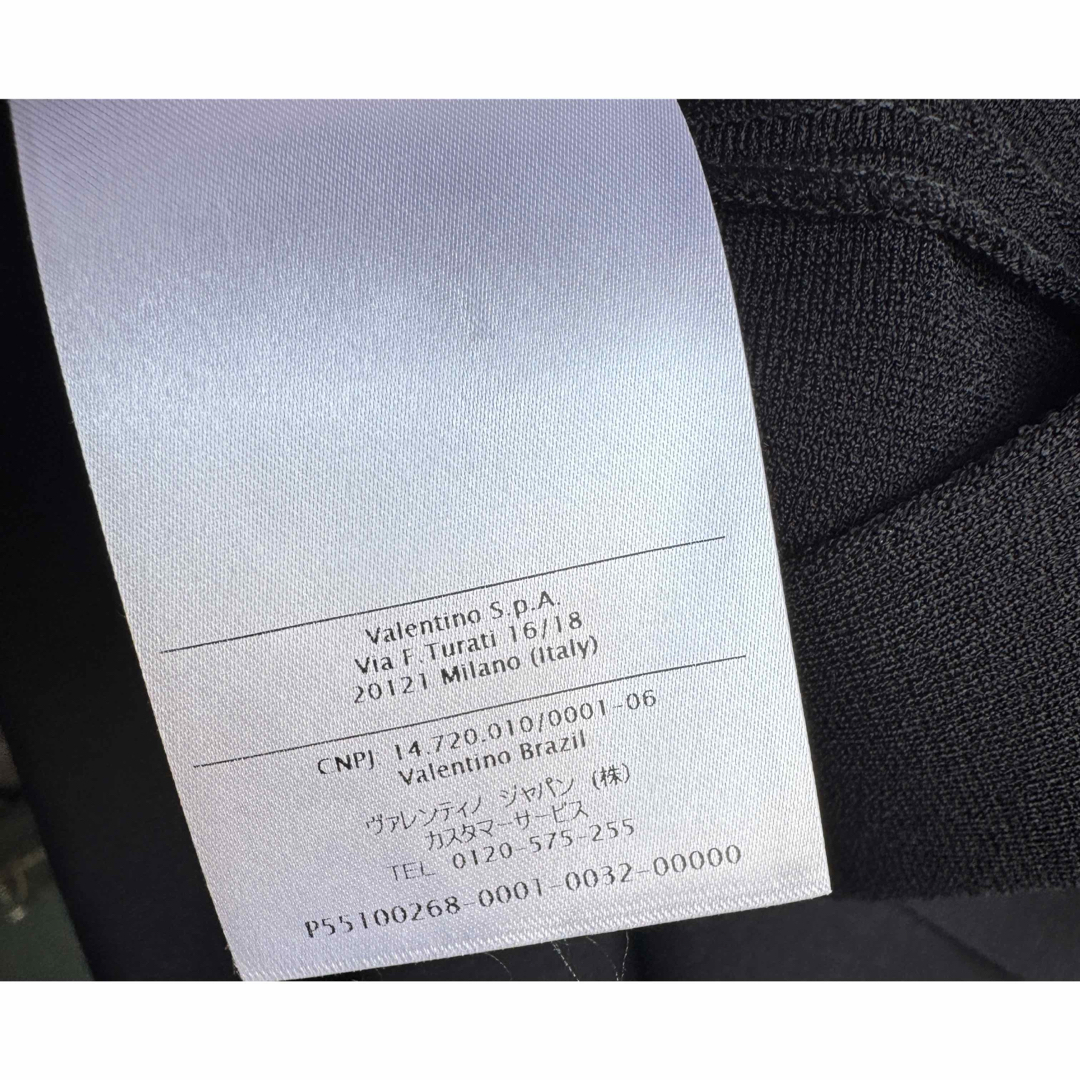 Valentino S.p.A.
Via F.Turati 16/18
20121 Milano (Italy)
CNPJ. 14.720.010/0001-06
Valentino Brazil
ヴァレンティノ ジャパン (株)
カスタマーサービス
TEL 0120-575-255
P55100268-0001-0032-00000